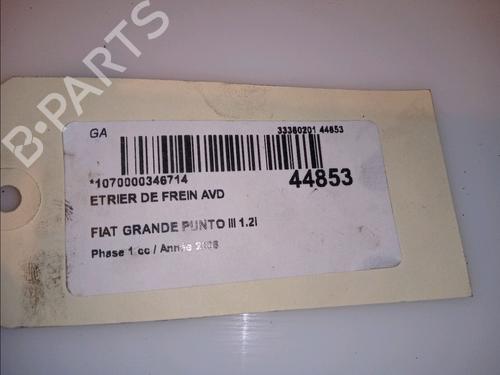 B-PARTS
GA
33360201 44853
*1070000346714
44853
ETRIER DE FREIN AVD
FIAT GRANDE PUNTO III 1.2i
Phase 1 cc / Année